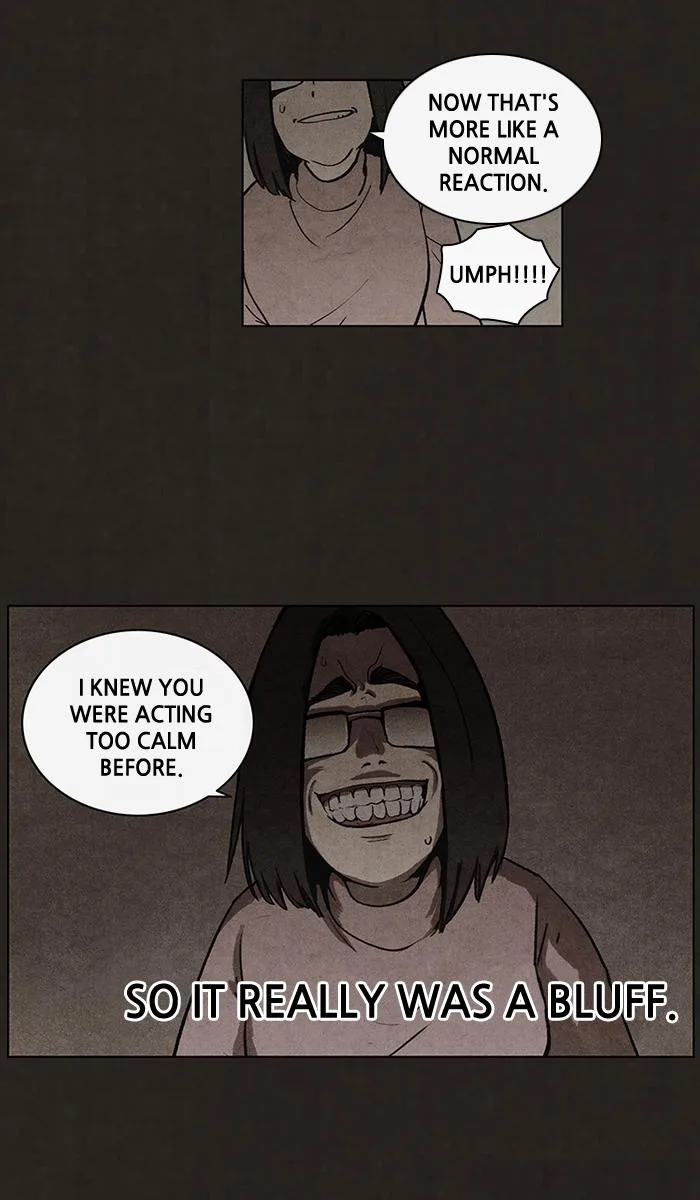 NOW THAT'S
MORE LIKE A
NORMAL
REACTION.
UMPH!!!!
I KNEW YOU
WERE ACTING
TOO CALM
BEFORE.
SO IT REALLY WAS A BLUFF.